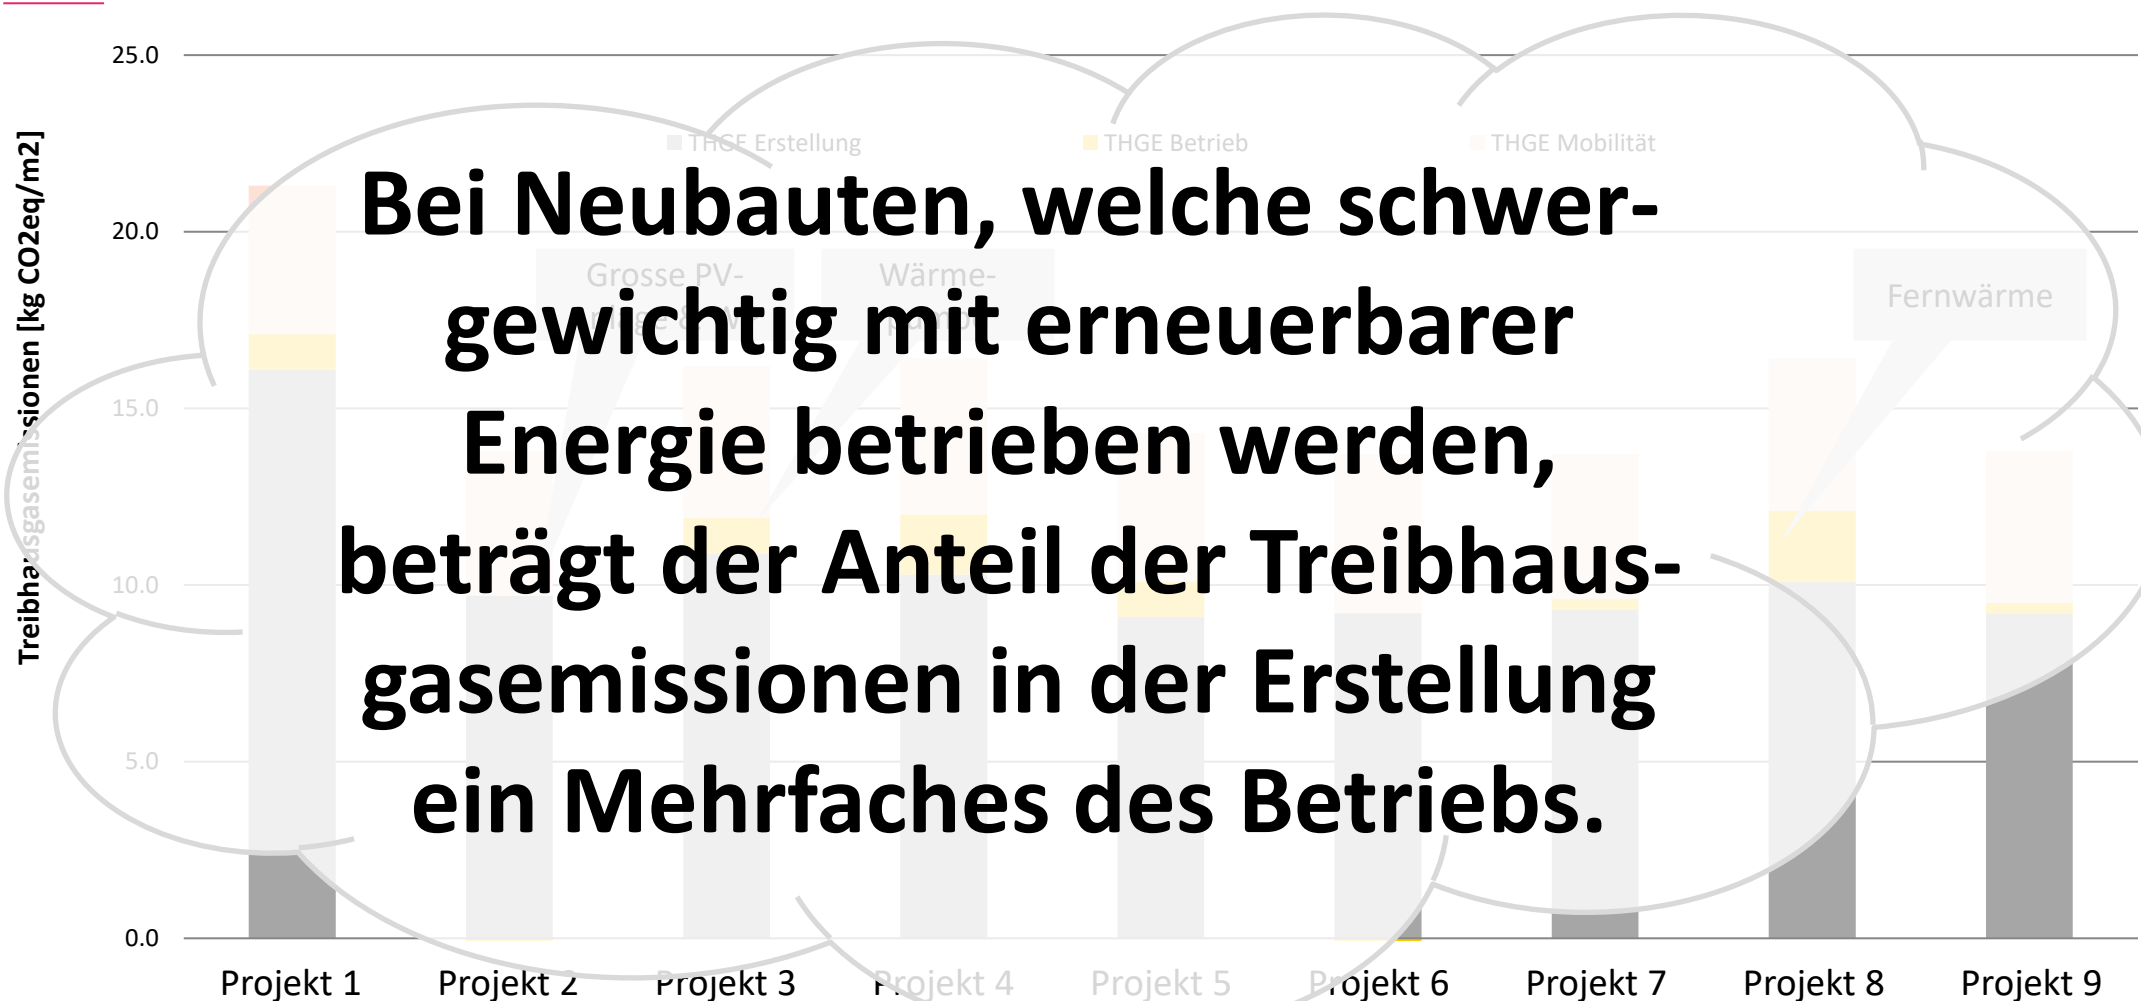 25.0
THGE Erstellung
THGE Betrieb
THGE Mobilität
Treibhausgasemissionen [kg CO2eq/m2]
Bei Neubauten, welche schwer-
20.0
Grosse PV-
Wärme-
Fernwärme
gewichtig mit erneuerbarer
15.0
Energie betrieben werden,
beträgt der Anteil der Treibhaus-
10.0
gasemissionen in der Erstellung
5.0
ein Mehrfaches des Betriebs.
0.0
Projekt 1
Projekt 2
Projekt 3
Projekt 4
Projekt 5
Projekt 6
Projekt 7
Projekt 8
Projekt 9